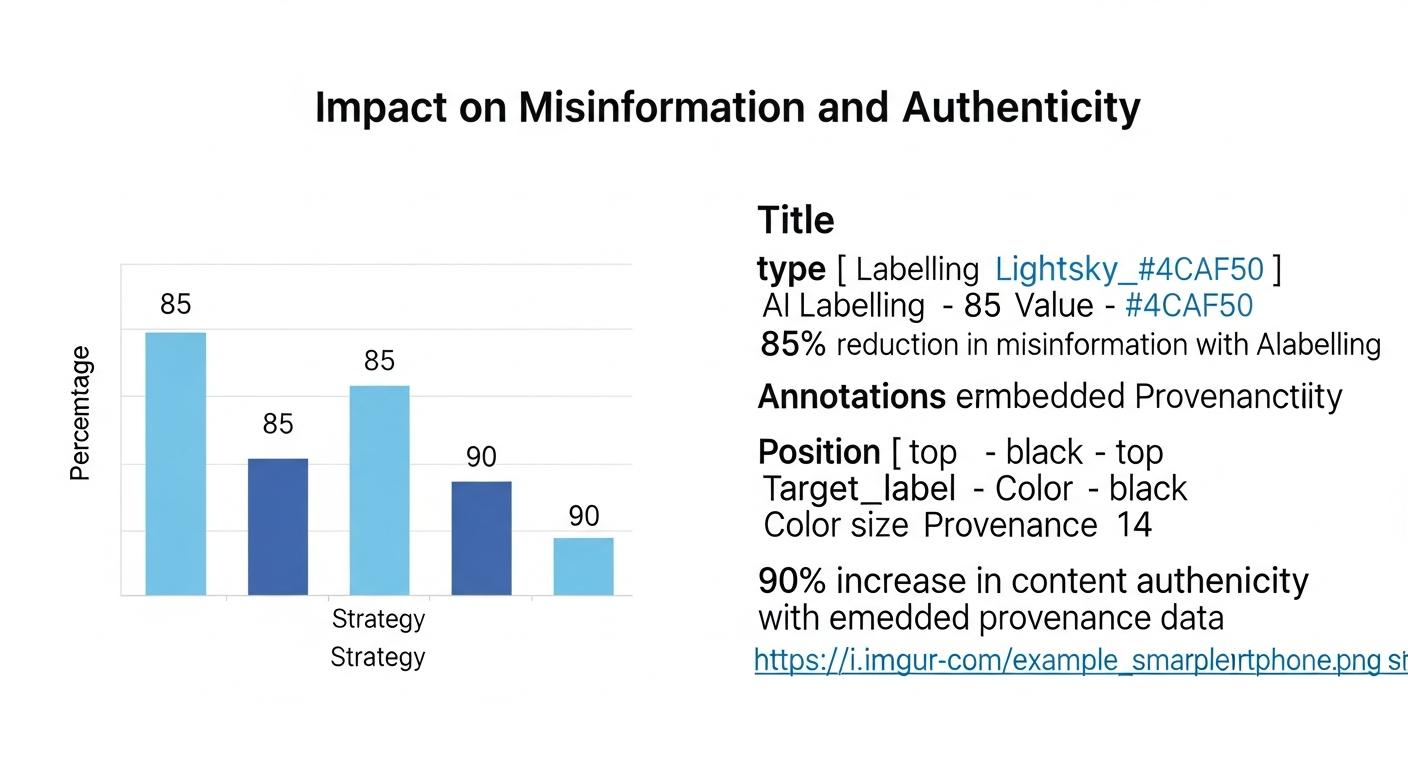 Impact on Misinformation and Authenticity
85
85
85
90
90
Percemtage
Strategy
Strategy
Title
type [ Labelling Lightsky_#4CAF50 ]
AI Labelling - 85 Value - #4CAF50
85% reduction in misinformation with Alabelling
Annotations ermbedded Provenanctiity
Position [ top - black - top
Target_label - Color - black
Color size Provenance 14
90% increase in content authenicity
with emedded provenance data
https://i.imgur-com/example_smarpleırtphone.png